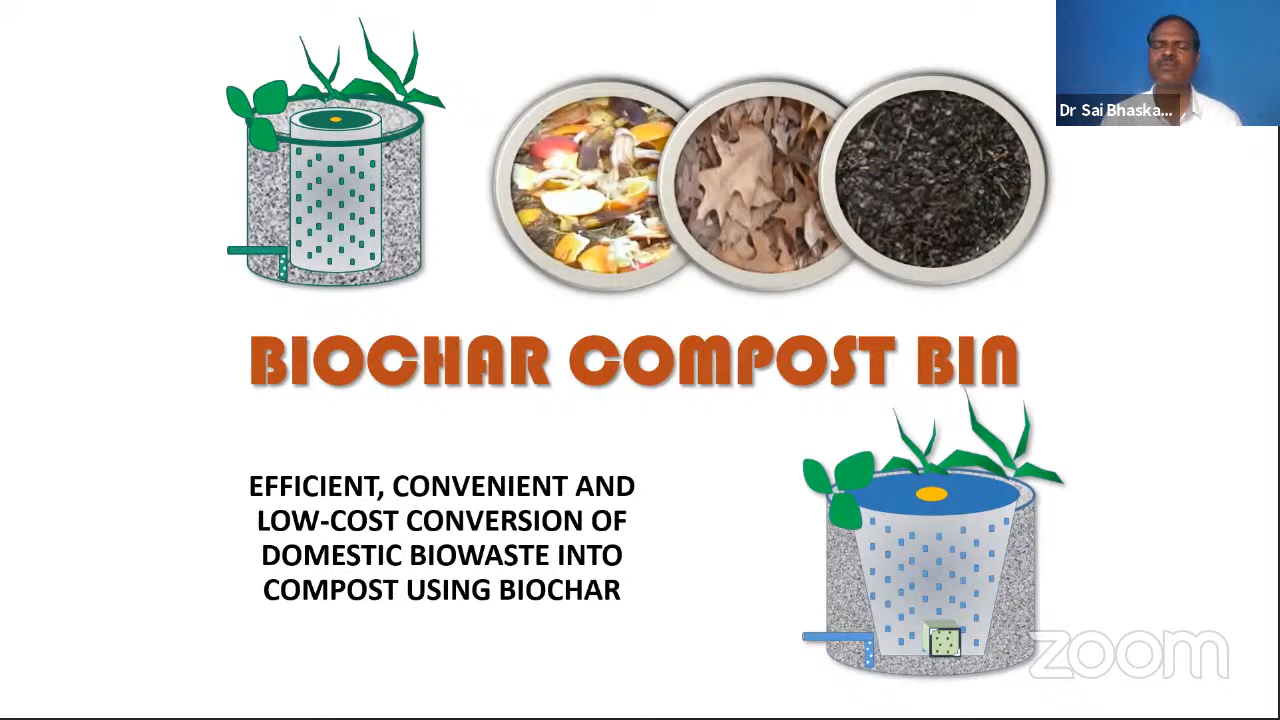 Dr Sai Bhaska...
BIOCHAR COMPOST BIN
EFFICIENT, CONVENIENT AND
LOW-COST CONVERSION OF
DOMESTIC BIOWASTE INTO
COMPOST USING BIOCHAR
zoom